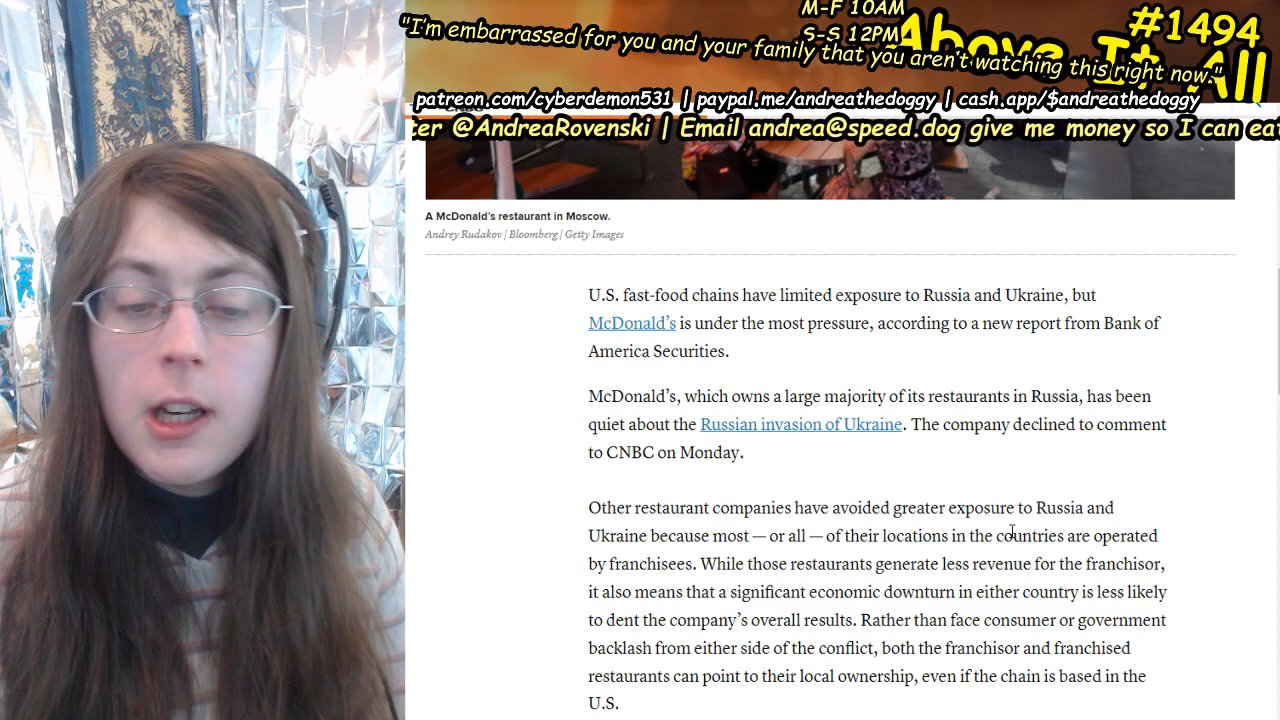 M-F 10AM
S-S 12PM
Above It All
#1494
"I'm embarrassed for you and your family that you aren't watching this right now."
patreon.com/cyberdemon531 | paypal.me/andreathedoggy | cash.app/$andreathedoggy
ter @AndreaRovenski | Email andrea@speed.dog give me money so I can eat
A McDonald's restaurant in Moscow.
Andrey Rudakov | Bloomberg | Getty Images
U.S. fast-food chains have limited exposure to Russia and Ukraine, but
McDonald's is under the most pressure, according to a new report from Bank of
America Securities.
McDonald's, which owns a large majority of its restaurants in Russia, has been
quiet about the Russian invasion of Ukraine. The company declined to comment
to CNBC on Monday.
Other restaurant companies have avoided greater exposure to Russia and
Ukraine because most — or all — of their locations in the countries are operated
by franchisees. While those restaurants generate less revenue for the franchisor,
it also means that a significant economic downturn in either country is less likely
to dent the company's overall results. Rather than face consumer or government
backlash from either side of the conflict, both the franchisor and franchised
restaurants can point to their local ownership, even if the chain is based in the
U.S.